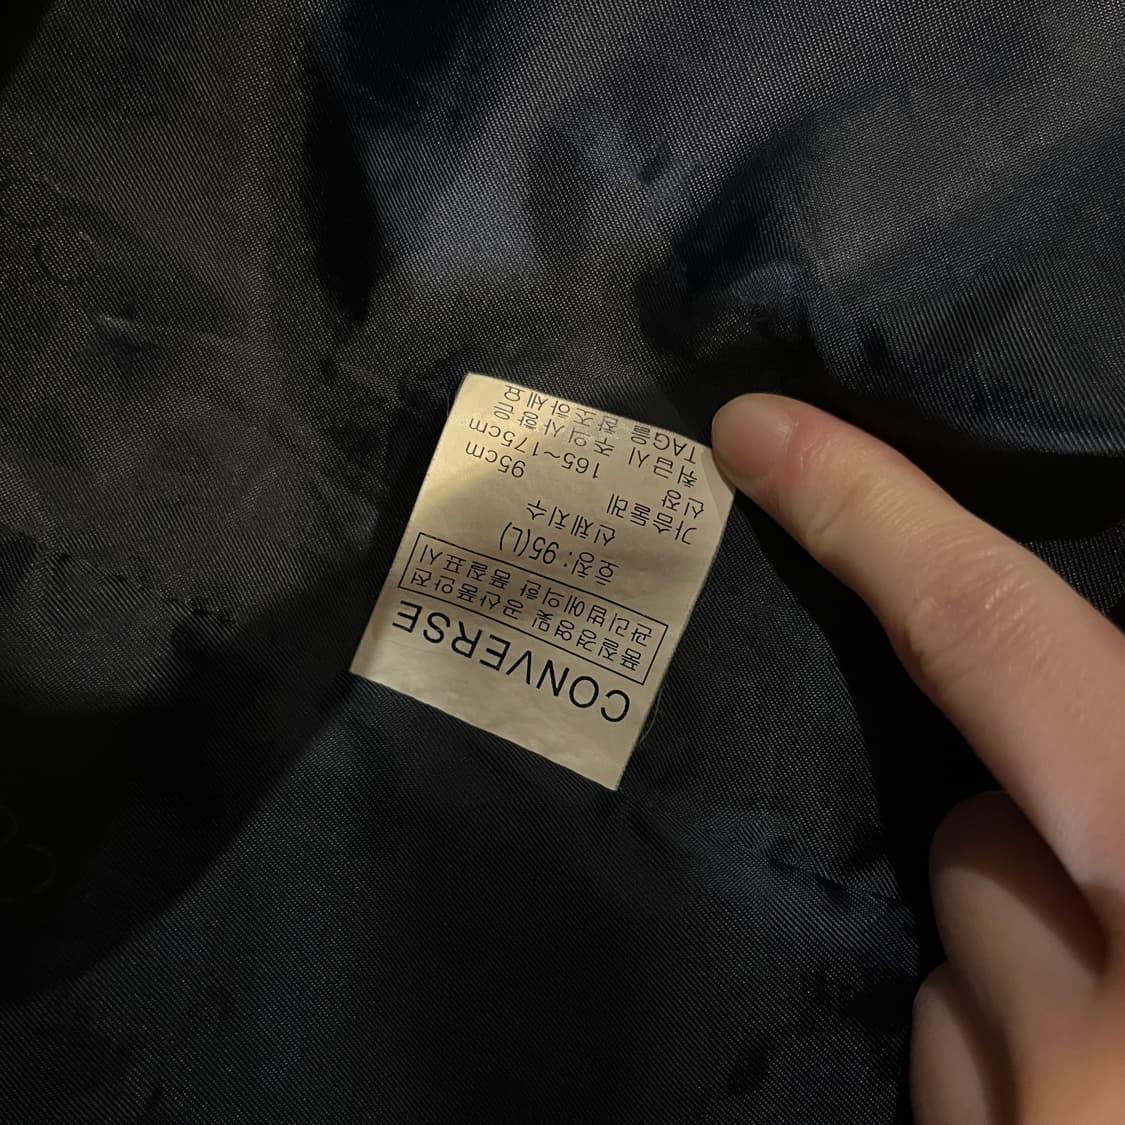 CONVERSE
품질경영및 공산품안전
관리법에의한 품질표시
호칭: 95(L)
신체치수
가슴둘레 95cm
신장 165~175cm
취급시 주의사항은
TAG을 참조하세요